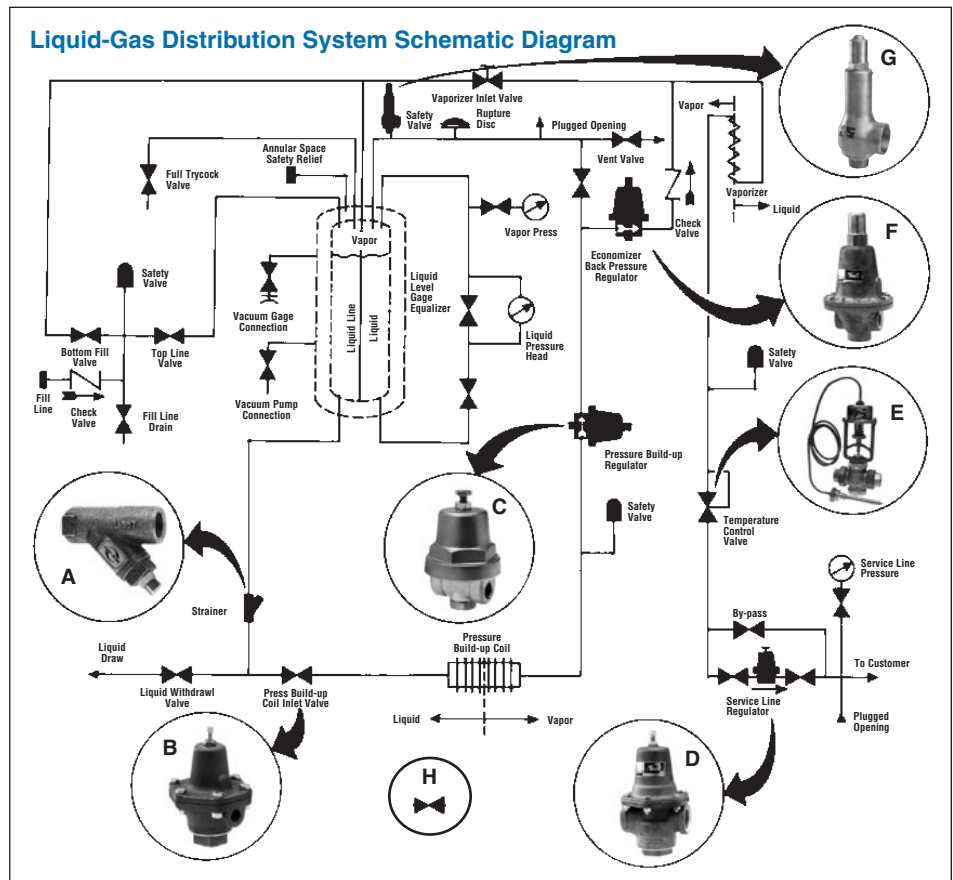 Liquid-Gas Distribution System Schematic Diagram
G
Vaporizer Inlet Valve
Safety
Valve
Rupture
Disc
Plugged Opening
Vapor
Annular Space
Safety Relief
Full Trycock
Valve
Vent Valve
Vaporizer
Liquid
Check
Valve
Vapor Press
Vapor
F
Economizer
Back Pressure
Regulator
Safety
Valve
Liquid
Level
Gage
Equalizer
Vacuum Gage
Connection
Liquid Line
Liquid
Liquid
Pressure
Head
Bottom Fill
Valve
Top Line
Valve
Safety
Valve
Fill
Line
Check
Valve
Fill Line
Drain
Vacuum Pump
Connection
E
Pressure Build-up
Regulator
C
Safety
Valve
Temperature
Control
Valve
A
Service Line
Pressure
Strainer
By-pass
Liquid
Draw
Pressure
Build-up Coil
To Customer
Liquid Withdrawl
Valve
Press Build-up
Coil Inlet Valve
Service Line
Regulator
Liquid
Vapor
Plugged
Opening
B
H
D